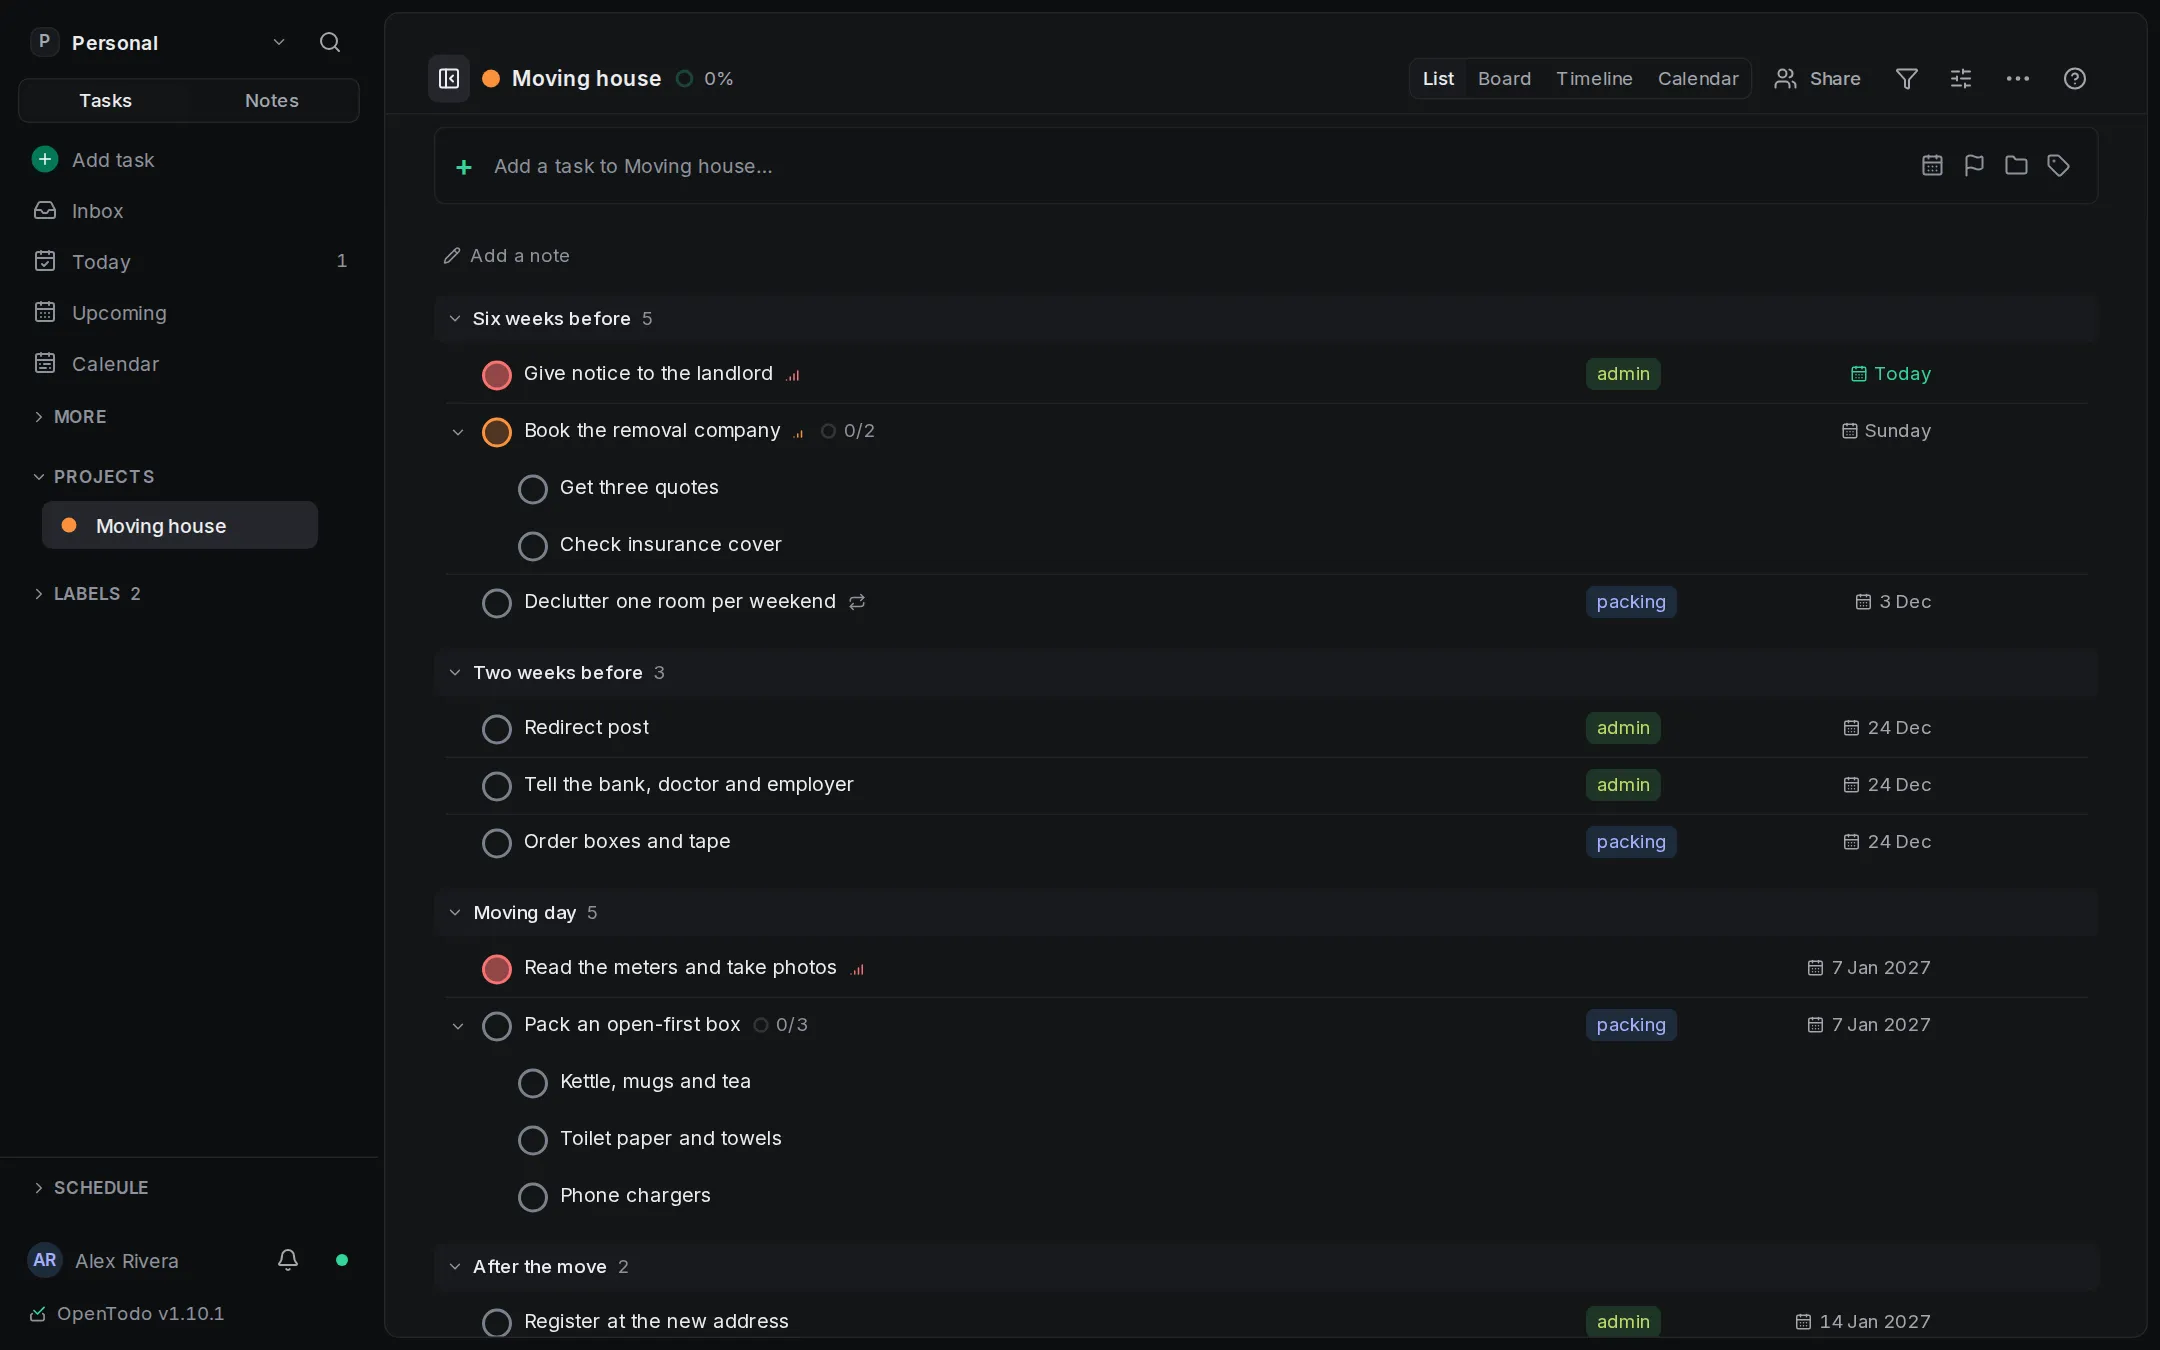 P Personal
Tasks Notes
Add task
Inbox
Today 1
Upcoming
Calendar
MORE
PROJECTS
Moving house
LABELS 2
SCHEDULE
AR Alex Rivera
OpenTodo v1.10.1
Moving house 0% List Board Timeline Calendar Share
Add a task to Moving house...
Add a note
Six weeks before 5
Give notice to the landlord admin Today
Book the removal company 0/2 Sunday
Get three quotes
Check insurance cover
Declutter one room per weekend packing 3 Dec
Two weeks before 3
Redirect post admin 24 Dec
Tell the bank, doctor and employer admin 24 Dec
Order boxes and tape packing 24 Dec
Moving day 5
Read the meters and take photos 7 Jan 2027
Pack an open-first box 0/3 packing 7 Jan 2027
Kettle, mugs and tea
Toilet paper and towels
Phone chargers
After the move 2
Register at the new address admin 14 Jan 2027